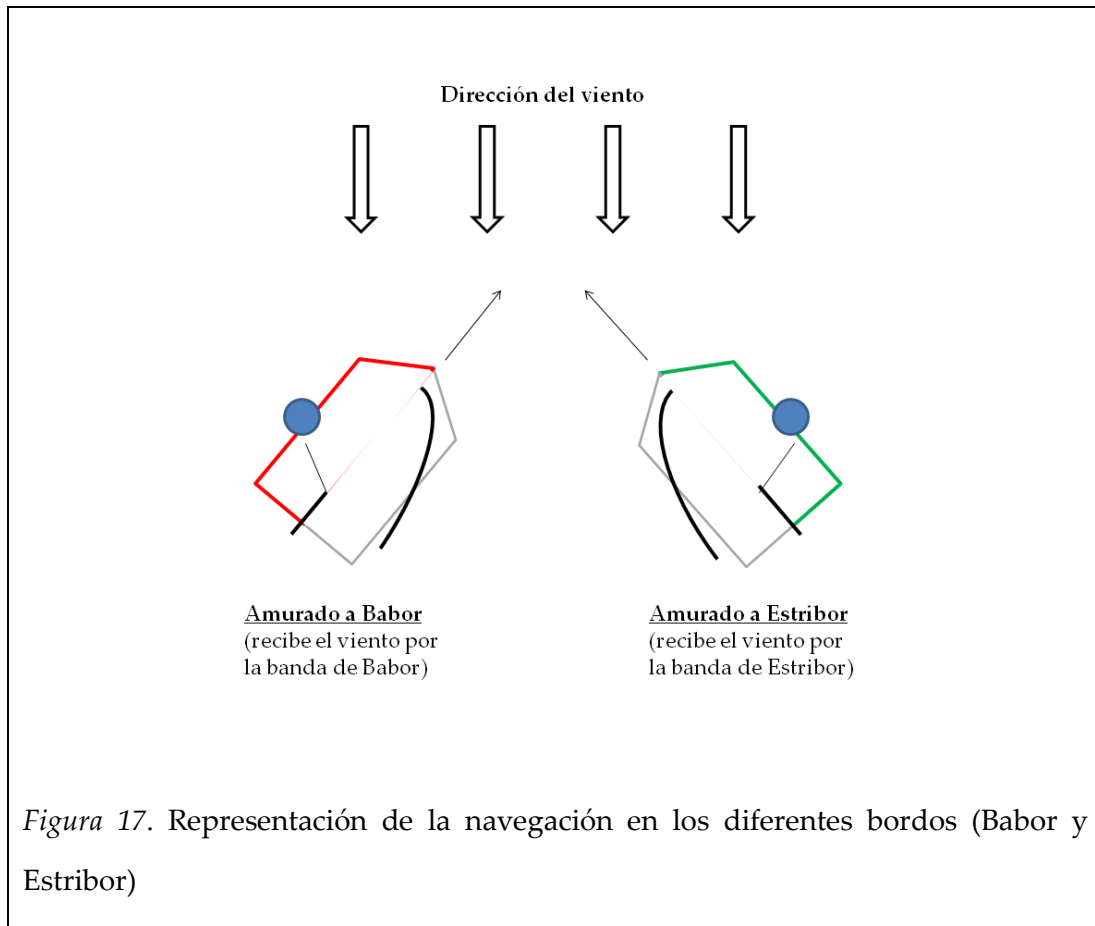 Dirección del viento
Amurado a Babor
(recibe el viento por
la banda de Babor)
Amurado a Estribor
(recibe el viento por
la banda de Estribor)
Figura 17. Representación de la navegación en los diferentes bordos (Babor y
Estribor)